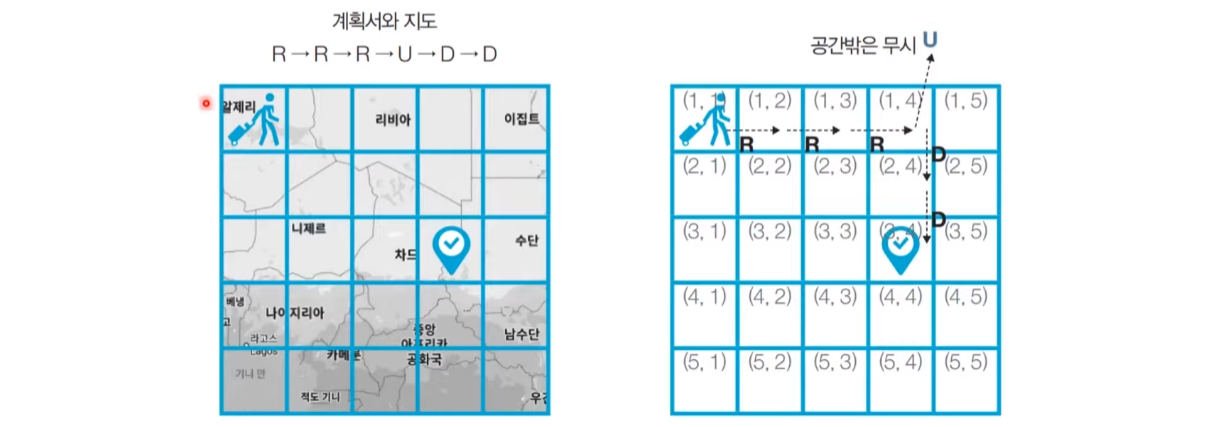 계획서와 지도
R→R→R→U→D→D
알제리
리비아
이집트
니제르
차드
수단
베냉
고
나이지리아
라고스
Lagos
중앙
아프리카
공화국
남수단
카메룬
기니 만
적도 기니
우간
공간밖은 무시 U
(1, 1) (1, 2) (1, 3) (1, 4) (1, 5)
R R R D
(2, 1) (2, 2) (2, 3) (2, 4) (2, 5)
D
(3, 1) (3, 2) (3, 3) (3, 4) (3, 5)
(4, 1) (4, 2) (4, 3) (4, 4) (4, 5)
(5, 1) (5, 2) (5, 3) (5, 4) (5, 5)